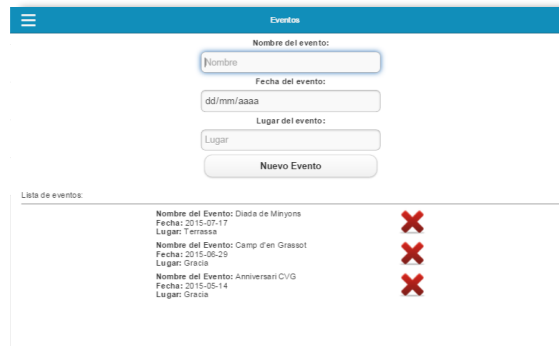 Eventos
Nombre del evento:
Nombre
Fecha del evento:
dd/mm/aaaa
Lugar del evento:
Lugar
Nuevo Evento
Lista de eventos:
Nombre del Evento: Diada de Minyons
Fecha: 2015-07-17
Lugar: Terrassa
Nombre del Evento: Camp d'en Grassot
Fecha: 2015-06-29
Lugar: Gracia
Nombre del Evento: Anniversari CVG
Fecha: 2015-05-14
Lugar: Gracia